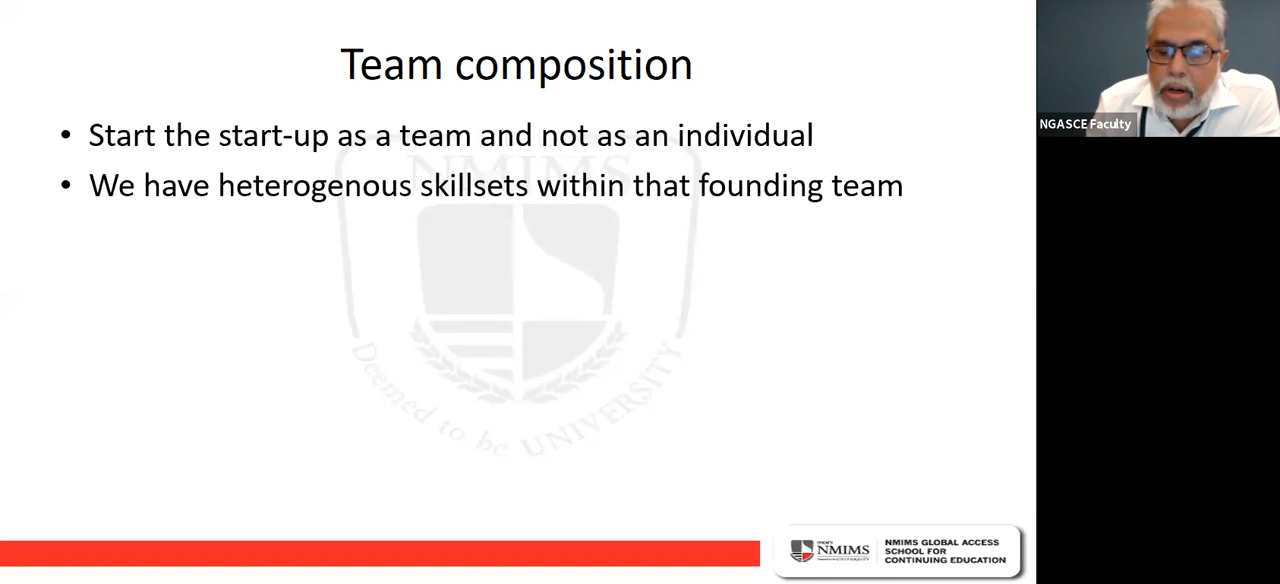 Team composition
• Start the start-up as a team and not as an individual
• We have heterogenous skillsets within that founding team
NMIMS
Deemed to be UNIVERSITY
NGASCE Faculty
NMIMS
NMIMS GLOBAL ACCESS
SCHOOL FOR
CONTINUING EDUCATION